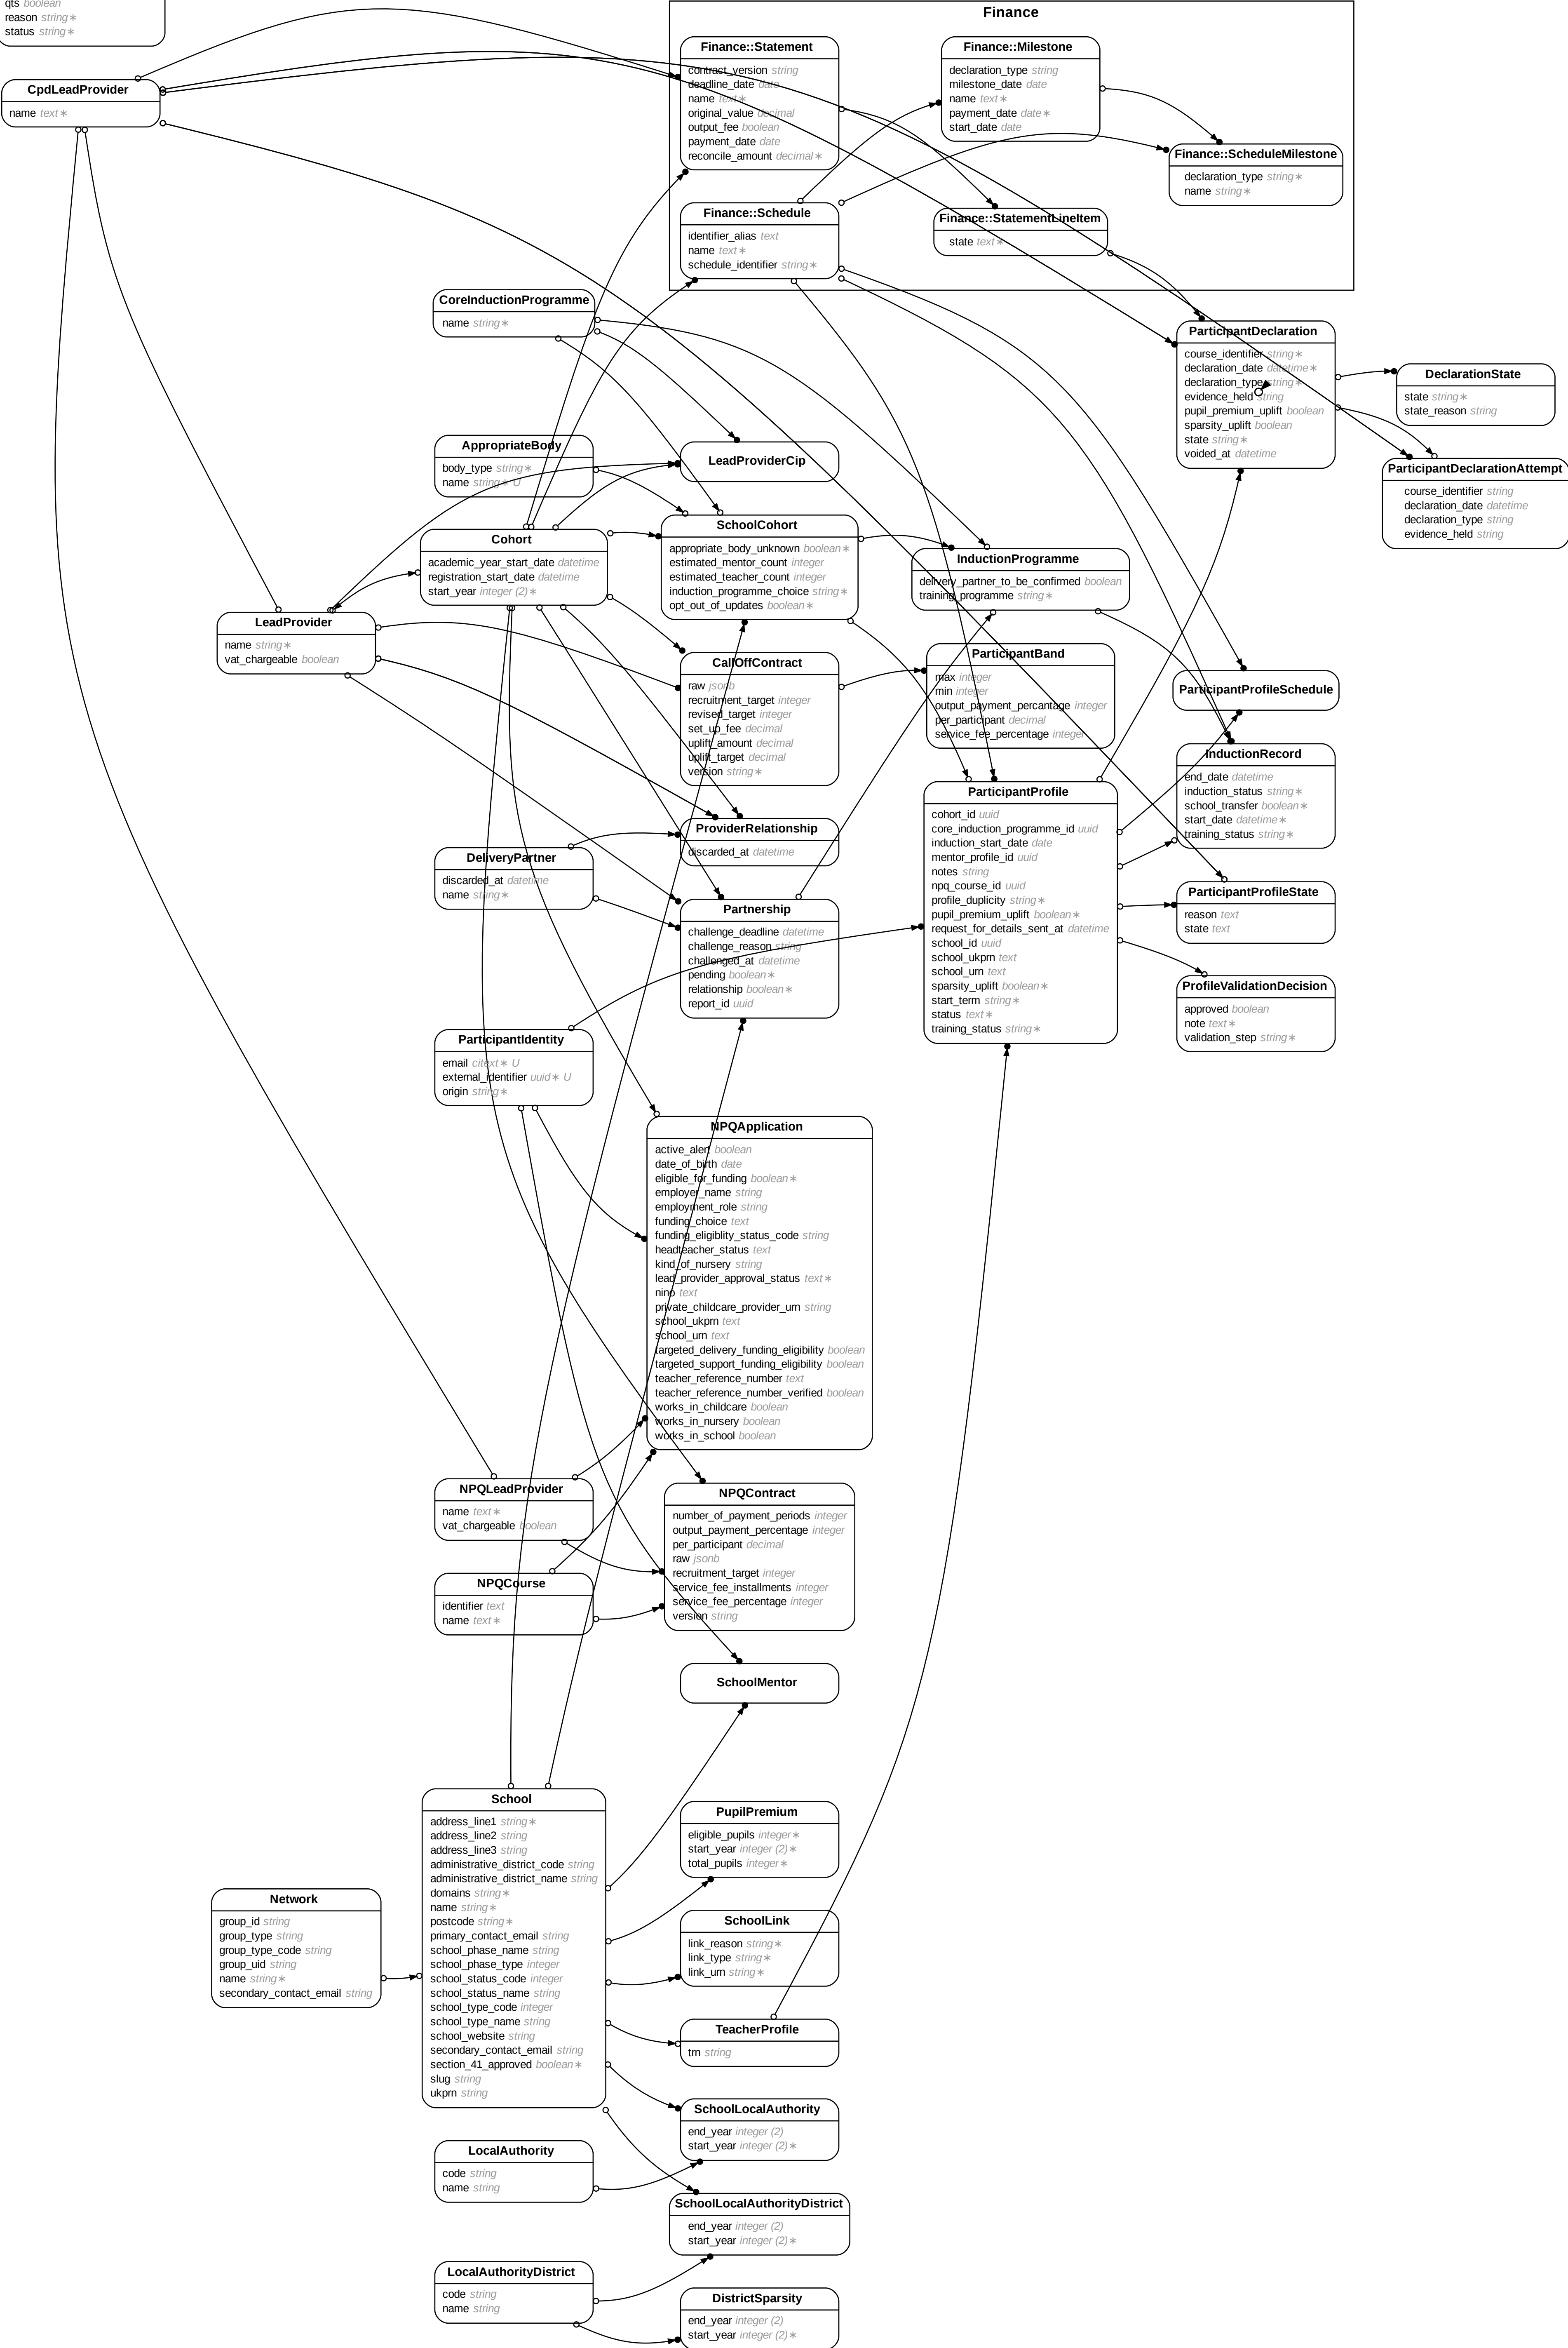 qts boolean
reason string∗
status string∗
CpdLeadProvider
name text∗
Finance
Finance::Statement
contract_version string
deadline_date date
name text∗
original_value decimal
output_fee boolean
payment_date date
reconcile_amount decimal∗
Finance::Milestone
declaration_type string
milestone_date date
name text∗
payment_date date∗
start_date date
Finance::ScheduleMilestone
declaration_type string∗
name string∗
Finance::Schedule
identifier_alias text
name text∗
schedule_identifier string∗
Finance::StatementLineItem
state text∗
CoreInductionProgramme
name string∗
ParticipantDeclaration
course_identifier string∗
declaration_date datetime∗
declaration_type string∗
evidence_held string
pupil_premium_uplift boolean
sparsity_uplift boolean
state string∗
voided_at datetime
DeclarationState
state string∗
state_reason string
AppropriateBody
body_type string∗
name string∗ U
LeadProviderCip
ParticipantDeclarationAttempt
course_identifier string
declaration_date datetime
declaration_type string
evidence_held string
Cohort
academic_year_start_date datetime
registration_start_date datetime
start_year integer (2)∗
SchoolCohort
appropriate_body_unknown boolean∗
estimated_mentor_count integer
estimated_teacher_count integer
induction_programme_choice string∗
opt_out_of_updates boolean∗
InductionProgramme
delivery_partner_to_be_confirmed boolean
training_programme string∗
LeadProvider
name string∗
vat_chargeable boolean
CallOffContract
raw jsonb
recruitment_target integer
revised_target integer
set_up_fee decimal
uplift_amount decimal
uplift_target decimal
version string∗
ParticipantBand
max integer
min integer
output_payment_percantage integer
per_participant decimal
service_fee_percentage integer
ParticipantProfileSchedule
InductionRecord
end_date datetime
induction_status string∗
school_transfer boolean∗
start_date datetime∗
training_status string∗
ParticipantProfile
cohort_id uuid
core_induction_programme_id uuid
induction_start_date date
mentor_profile_id uuid
notes string
npq_course_id uuid
profile_duplicity string∗
pupil_premium_uplift boolean∗
request_for_details_sent_at datetime
school_id uuid
school_ukprn text
school_urn text
sparsity_uplift boolean∗
start_term string∗
status text∗
training_status string∗
ProviderRelationship
discarded_at datetime
DeliveryPartner
discarded_at datetime
name string∗
Partnership
challenge_deadline datetime
challenge_reason string
challenged_at datetime
pending boolean∗
relationship boolean∗
report_id uuid
ParticipantProfileState
reason text
state text
ProfileValidationDecision
approved boolean
note text∗
validation_step string∗
ParticipantIdentity
email citext∗ U
external_identifier uuid∗ U
origin string∗
NPQApplication
active_alert boolean
date_of_birth date
eligible_for_funding boolean∗
employer_name string
employment_role string
funding_choice text
funding_eligiblity_status_code string
headteacher_status text
kind_of_nursery string
lead_provider_approval_status text∗
nino text
private_childcare_provider_urn string
school_ukprn text
school_urn text
targeted_delivery_funding_eligibility boolean
targeted_support_funding_eligibility boolean
teacher_reference_number text
teacher_reference_number_verified boolean
works_in_childcare boolean
works_in_nursery boolean
works_in_school boolean
NPQLeadProvider
name text∗
vat_chargeable boolean
NPQContract
number_of_payment_periods integer
output_payment_percentage integer
per_participant decimal
raw jsonb
recruitment_target integer
service_fee_installments integer
service_fee_percentage integer
version string
NPQCourse
identifier text
name text∗
SchoolMentor
School
address_line1 string∗
address_line2 string
address_line3 string
administrative_district_code string
administrative_district_name string
domains string∗
name string∗
postcode string∗
primary_contact_email string
school_phase_name string
school_phase_type integer
school_status_code integer
school_status_name string
school_type_code integer
school_type_name string
school_website string
secondary_contact_email string
section_41_approved boolean∗
slug string
ukprn string
PupilPremium
eligible_pupils integer∗
start_year integer (2)∗
total_pupils integer∗
Network
group_id string
group_type string
group_type_code string
group_uid string
name string∗
secondary_contact_email string
SchoolLink
link_reason string∗
link_type string∗
link_urn string∗
TeacherProfile
trn string
SchoolLocalAuthority
end_year integer (2)
start_year integer (2)∗
LocalAuthority
code string
name string
SchoolLocalAuthorityDistrict
end_year integer (2)
start_year integer (2)∗
LocalAuthorityDistrict
code string
name string
DistrictSparsity
end_year integer (2)
start_year integer (2)∗